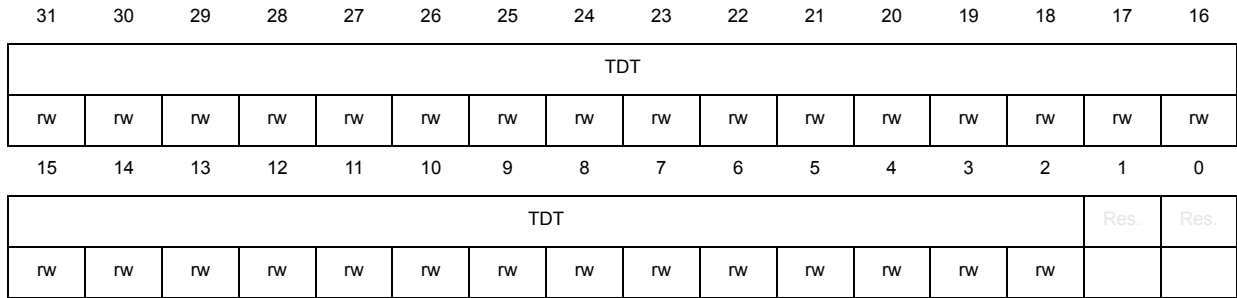 31 30 29 28 27 26 25 24 23 22 21 20 19 18 17 16
TDT
rw rw rw rw rw rw rw rw rw rw rw rw rw rw rw rw
15 14 13 12 11 10 9 8 7 6 5 4 3 2 1 0
TDT Res. Res.
rw rw rw rw rw rw rw rw rw rw rw rw rw rw